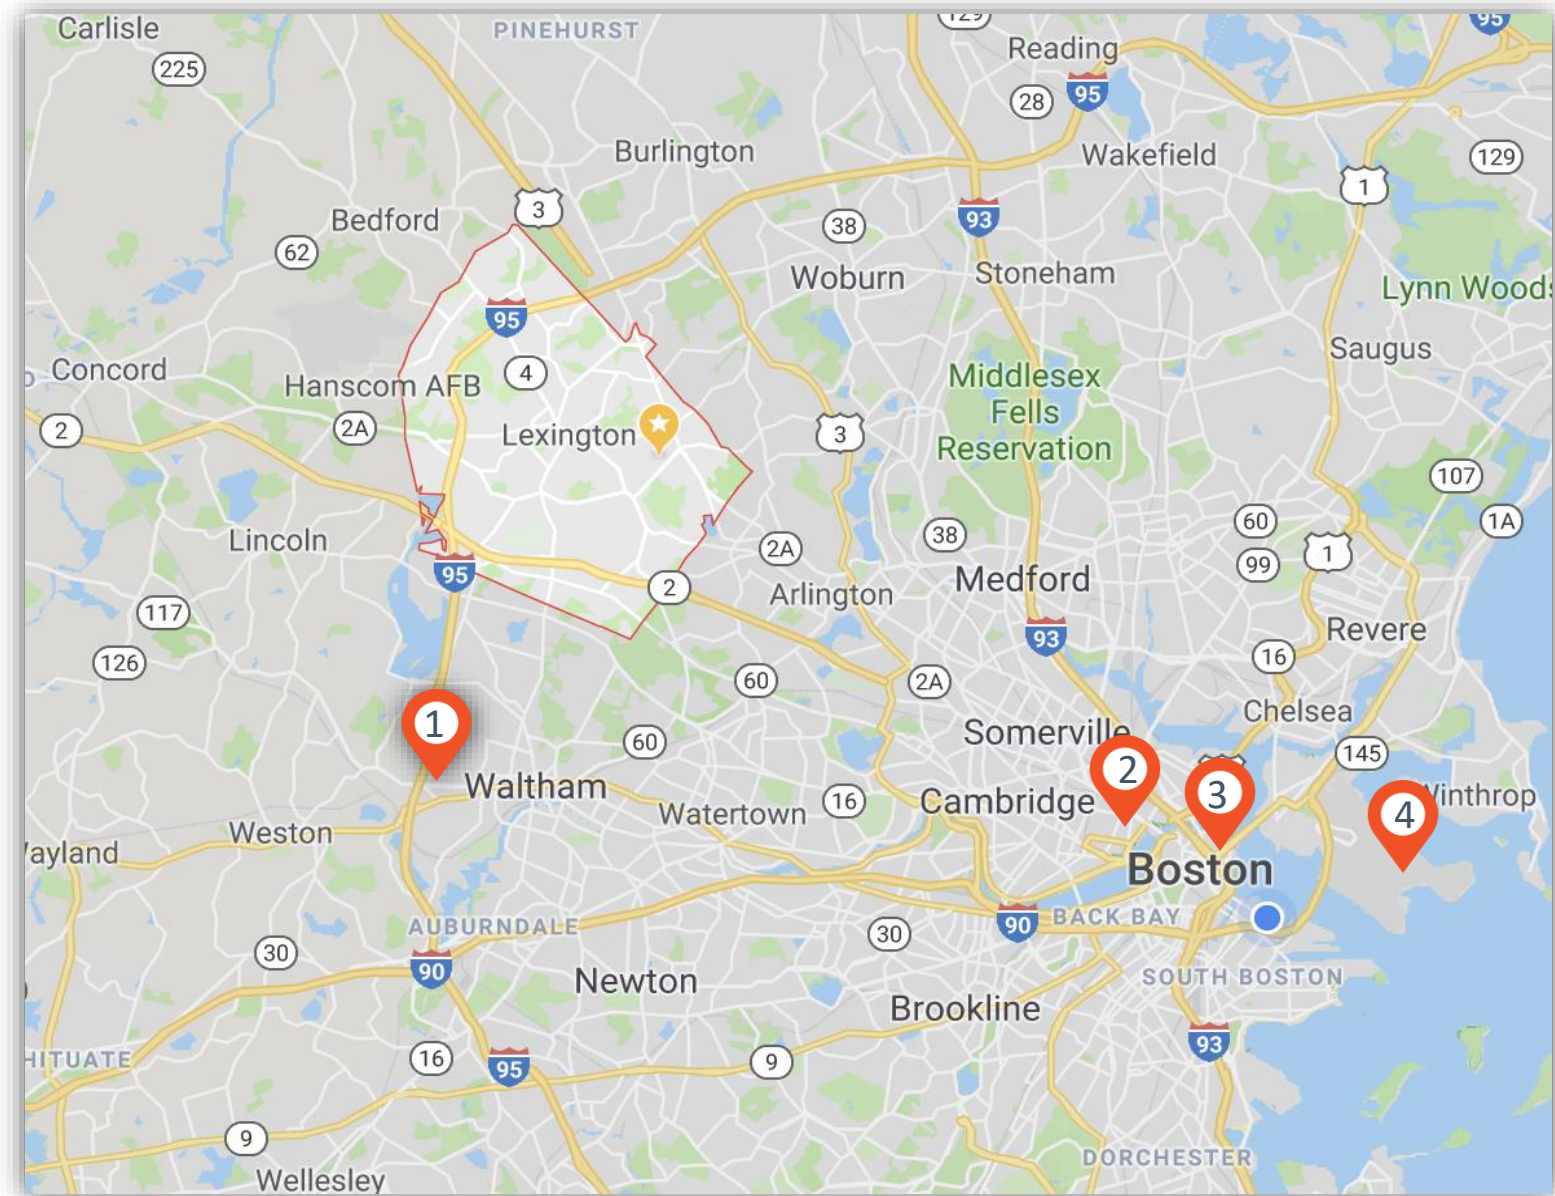 Carlisle
PINEHURST
129
95
Reading
225
28
95
Burlington
Wakefield
129
3
1
Bedford
62
38
93
Woburn
Stoneham
Lynn Woods
95
Saugus
Concord
4
Hanscom AFB
Middlesex
Fells
Reservation
2
2A
Lexington
3
107
60
1A
38
Lincoln
2A
99
1
95
Medford
2
Arlington
117
Revere
93
126
16
60
2A
Chelsea
1
60
Somerville
145
2
Waltham
3
Winthrop
16
Cambridge
4
Watertown
Weston
Boston
90
BACK BAY
AUBURNDALE
30
30
90
Newton
SOUTH BOSTON
Brookline
93
HITUATE
16
95
9
9
DORCHESTER
Wellesley